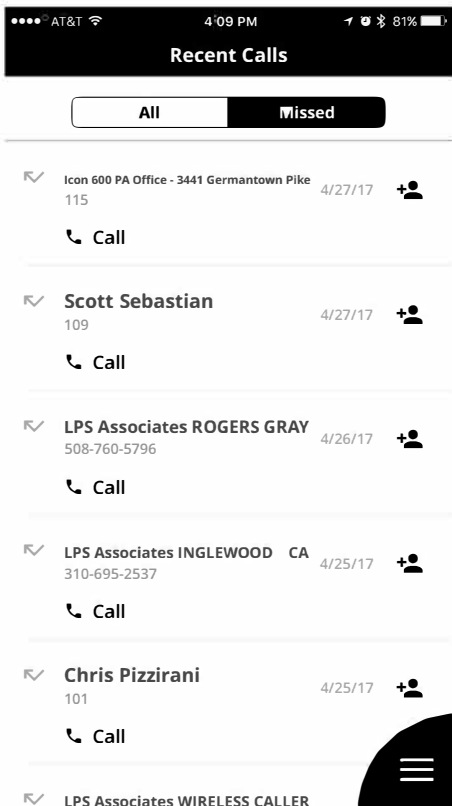 AT&T 4:09 PM 81%
Recent Calls
All Missed
Icon 600 PA Office - 3441 Germantown Pike 4/27/17
115
Call
Scott Sebastian 4/27/17
109
Call
LPS Associates ROGERS GRAY 4/26/17
508-760-5796
Call
LPS Associates INGLEWOOD CA 4/25/17
310-695-2537
Call
Chris Pizzirani 4/25/17
101
Call
LPS Associates WIRELESS CALLER